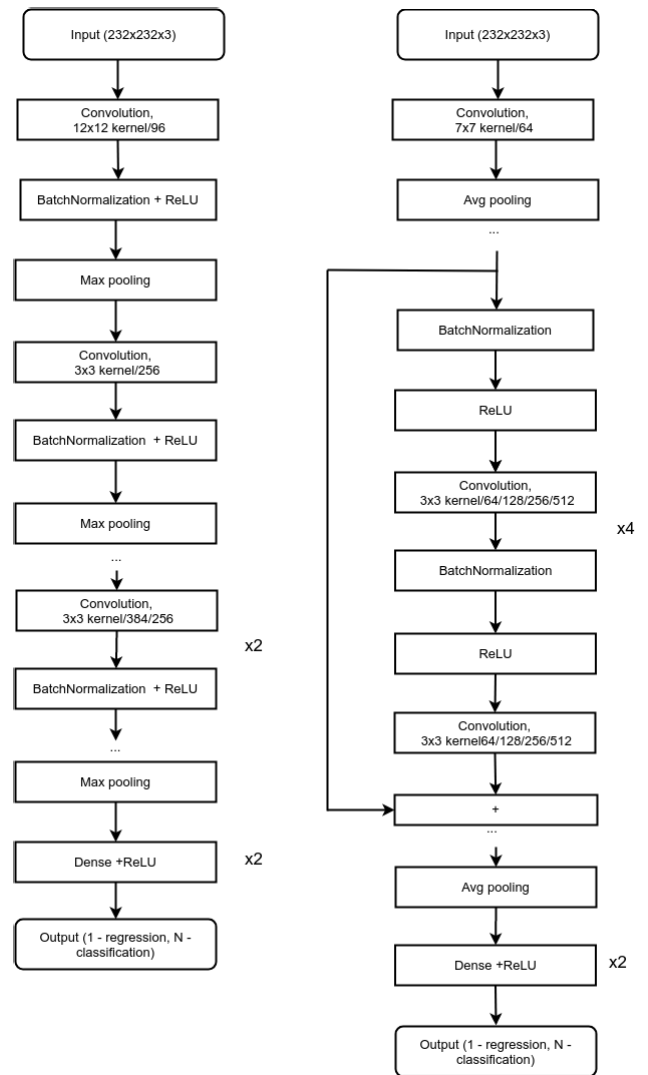 Input (232x232x3)
Convolution,
12x12 kernel/96
BatchNormalization + ReLU
Max pooling
Convolution,
3x3 kernel/256
BatchNormalization + ReLU
Max pooling
...
Convolution,
3x3 kernel/384/256
x2
BatchNormalization + ReLU
...
Max pooling
Dense +ReLU
x2
Output (1 - regression, N -
classification)
Input (232x232x3)
Convolution,
7x7 kernel/64
Avg pooling
...
BatchNormalization
ReLU
Convolution,
3x3 kernel/64/128/256/512
x4
BatchNormalization
ReLU
Convolution,
3x3 kernel64/128/256/512
+
...
Avg pooling
Dense +ReLU
x2
Output (1 - regression, N -
classification)